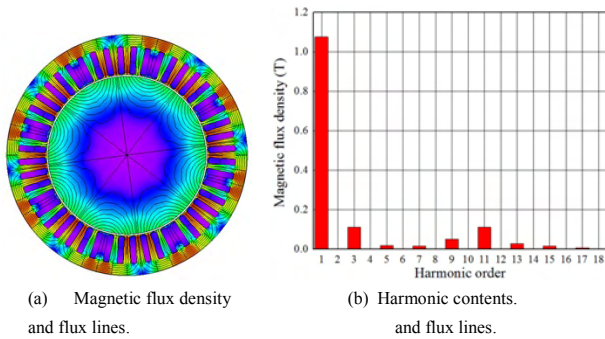 1.2
1.0
0.8
0.6
0.4
0.2
0.0
Magnetic flux density (T)
1 2 3 4 5 6 7 8 9 10 11 12 13 14 15 16 17 18
Harmonic order
(a) Magnetic flux density
and flux lines.
(b) Harmonic contents.
and flux lines.